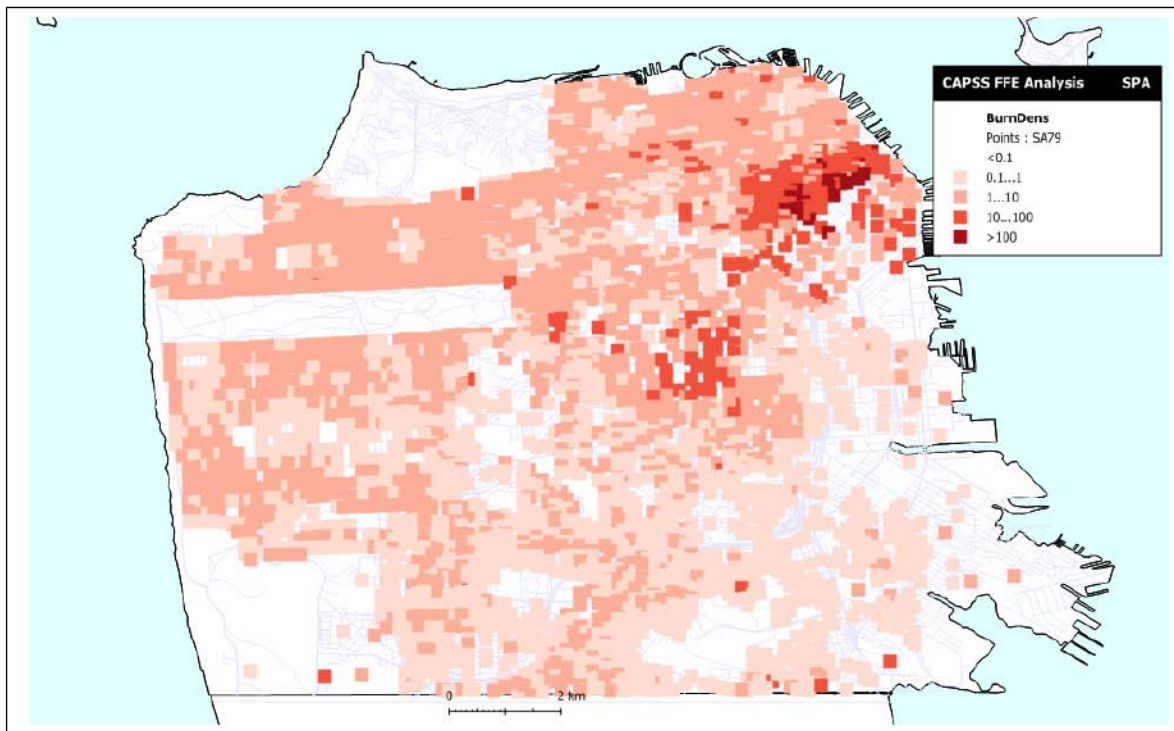 CAPSS FFE Analysis SPA
BurnDens
Points : SA79
<0.1
0.1...1
1...10
10...100
>100
0 2 km